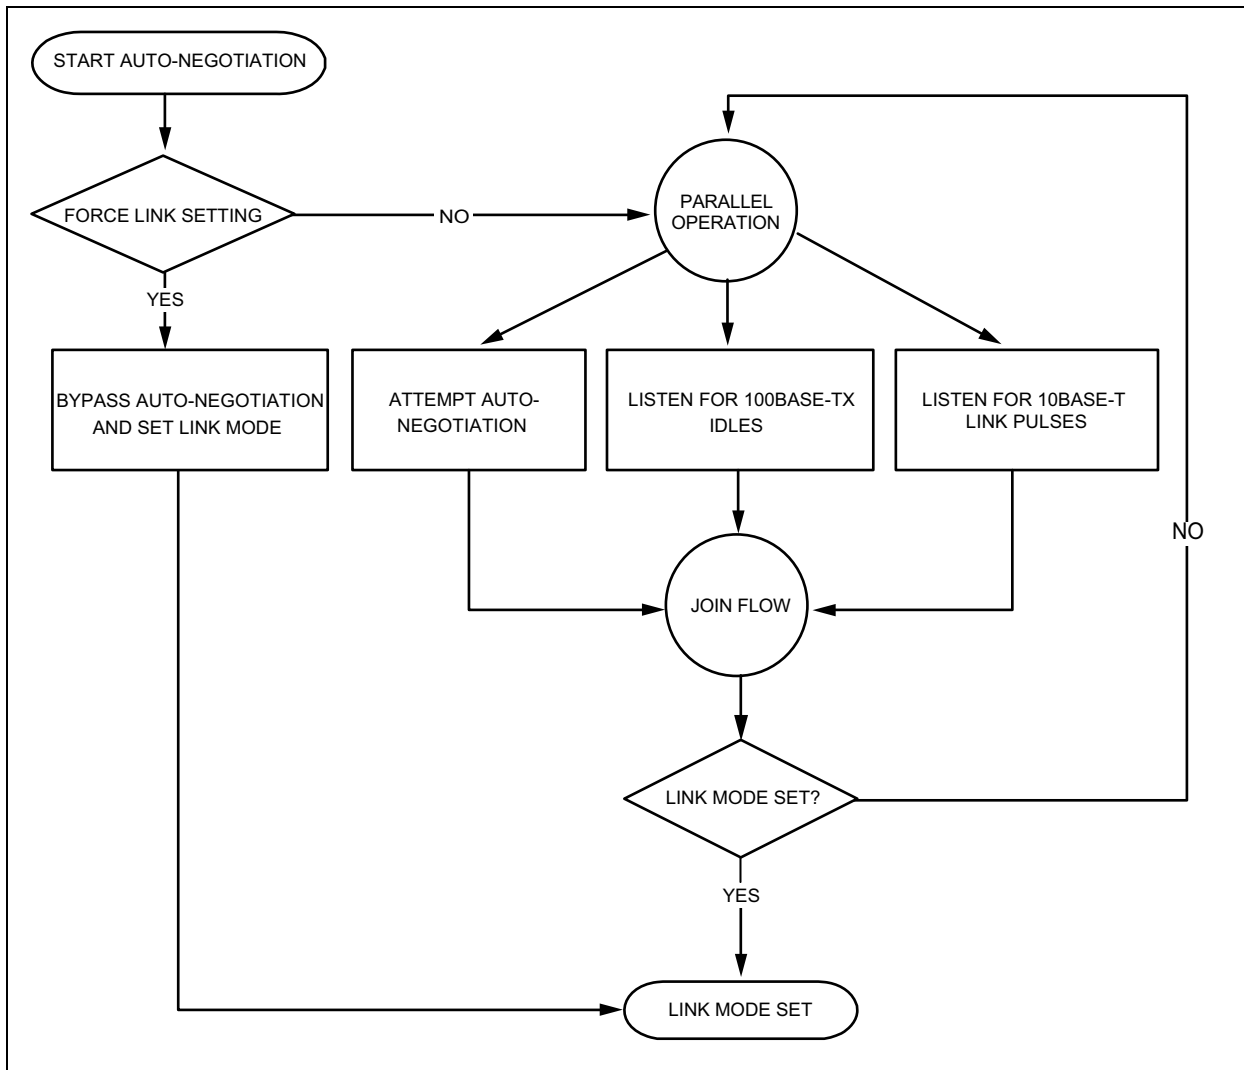 START AUTO-NEGOTIATION
FORCE LINK SETTING
NO
PARALLEL
OPERATION
YES
BYPASS AUTO-NEGOTIATION
AND SET LINK MODE
ATTEMPT AUTO-
NEGOTIATION
LISTEN FOR 100BASE-TX
IDLES
LISTEN FOR 10BASE-T
LINK PULSES
NO
JOIN FLOW
LINK MODE SET?
YES
LINK MODE SET